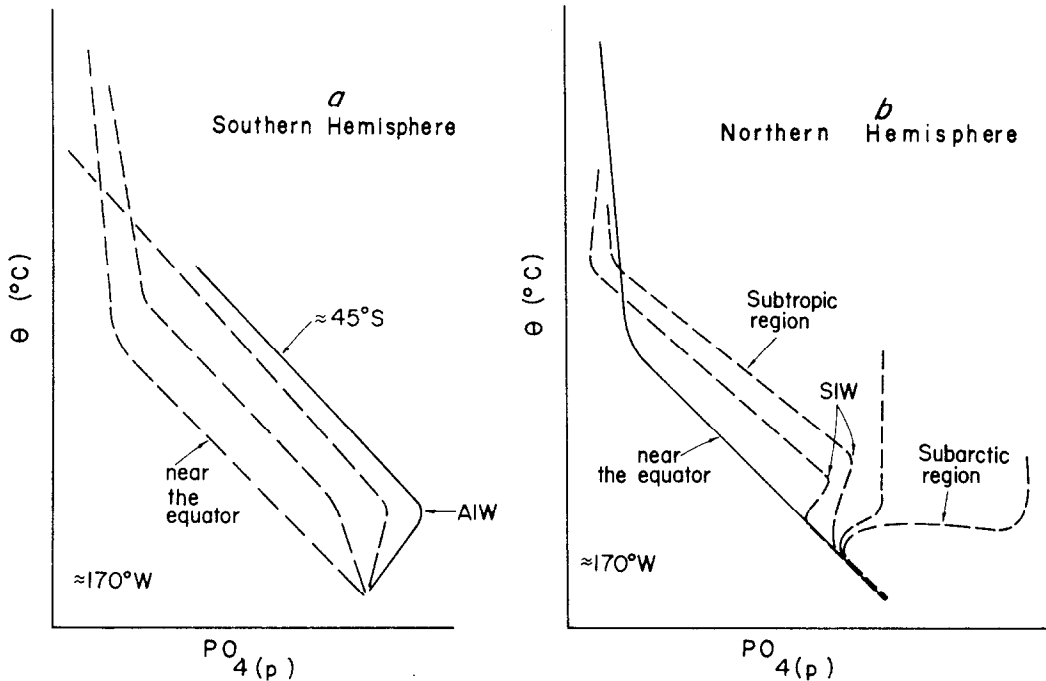 a
Southern Hemisphere
θ (°C)
≈45°S
near
the
equator
AIW
≈170°W
PO4(p)
b
Northern Hemisphere
θ (°C)
Subtropic
region
SIW
near
the equator
Subarctic
region
≈170°W
PO4(p)